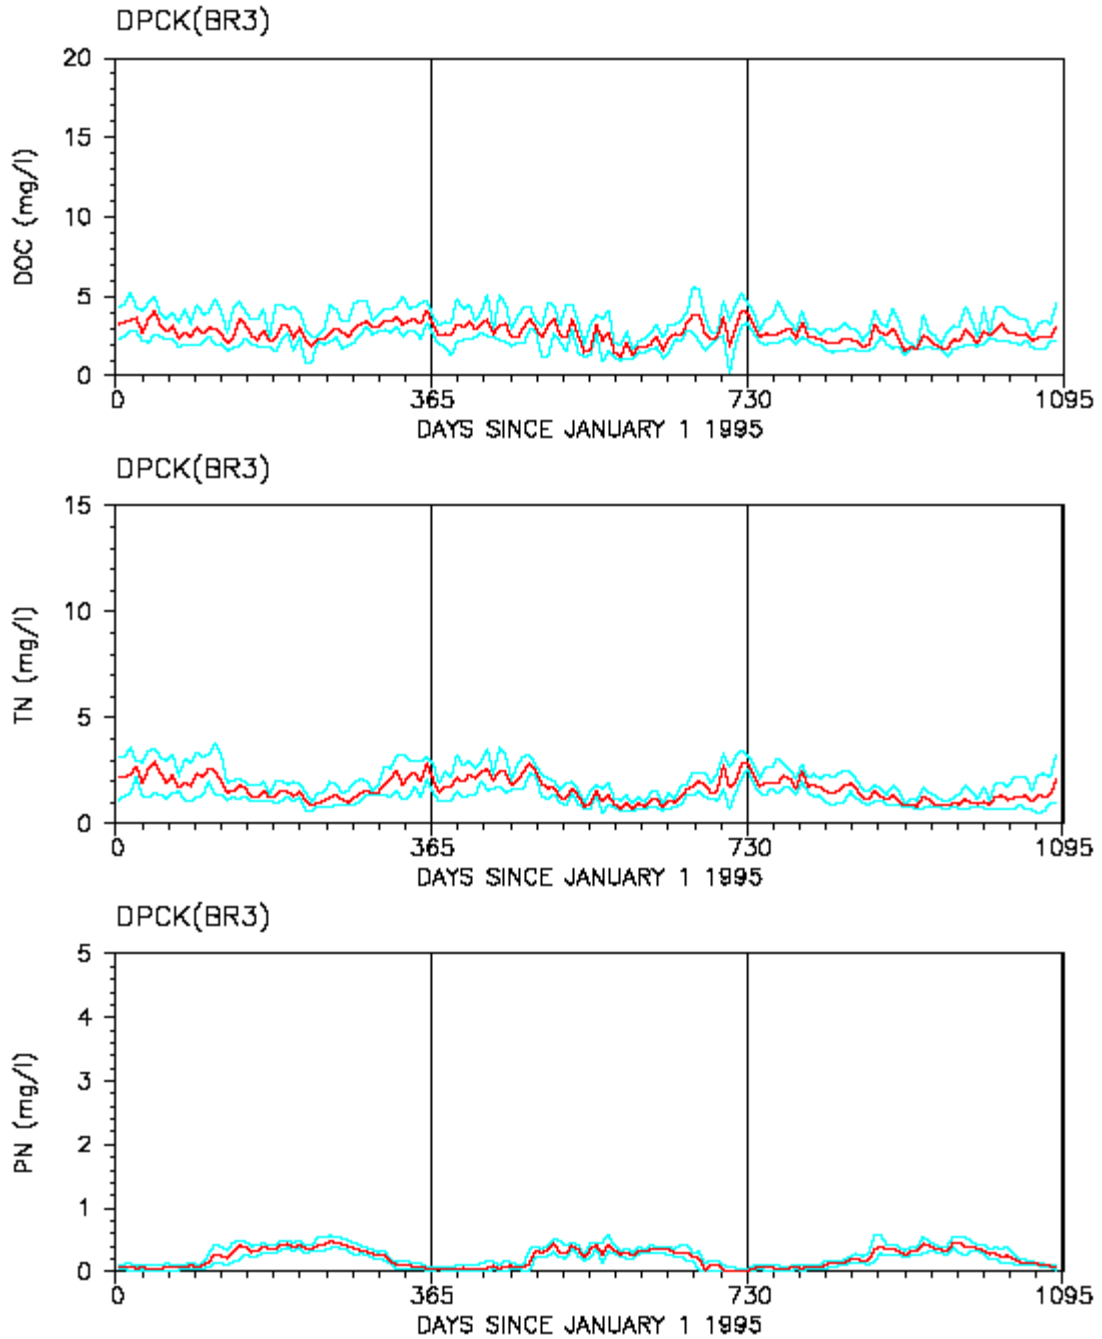 DPCK(BR3)
20
15
10
5
0
DOC (mg/l)
0 365 730 1095
DAYS SINCE JANUARY 1 1995
DPCK(BR3)
15
10
5
0
TN (mg/l)
0 365 730 1095
DAYS SINCE JANUARY 1 1995
DPCK(BR3)
5
4
3
2
1
0
PN (mg/l)
0 365 730 1095
DAYS SINCE JANUARY 1 1995